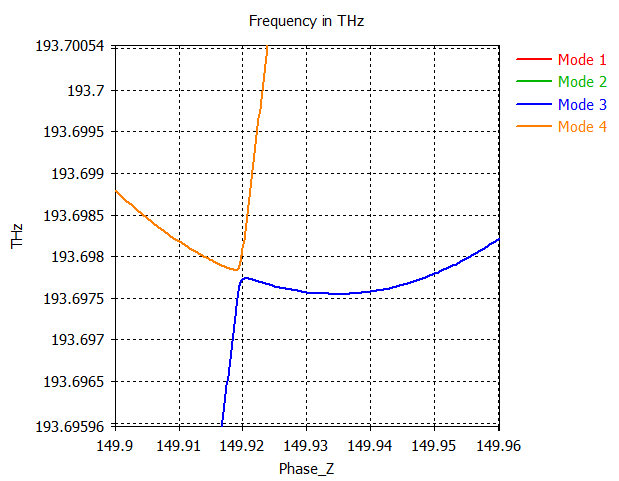 Frequency in THz
193.70054
193.7
193.6995
193.699
193.6985
193.698
193.6975
193.697
193.6965
193.69596
THz
149.9 149.91 149.92 149.93 149.94 149.95 149.96
Phase_Z
Mode 1
Mode 2
Mode 3
Mode 4